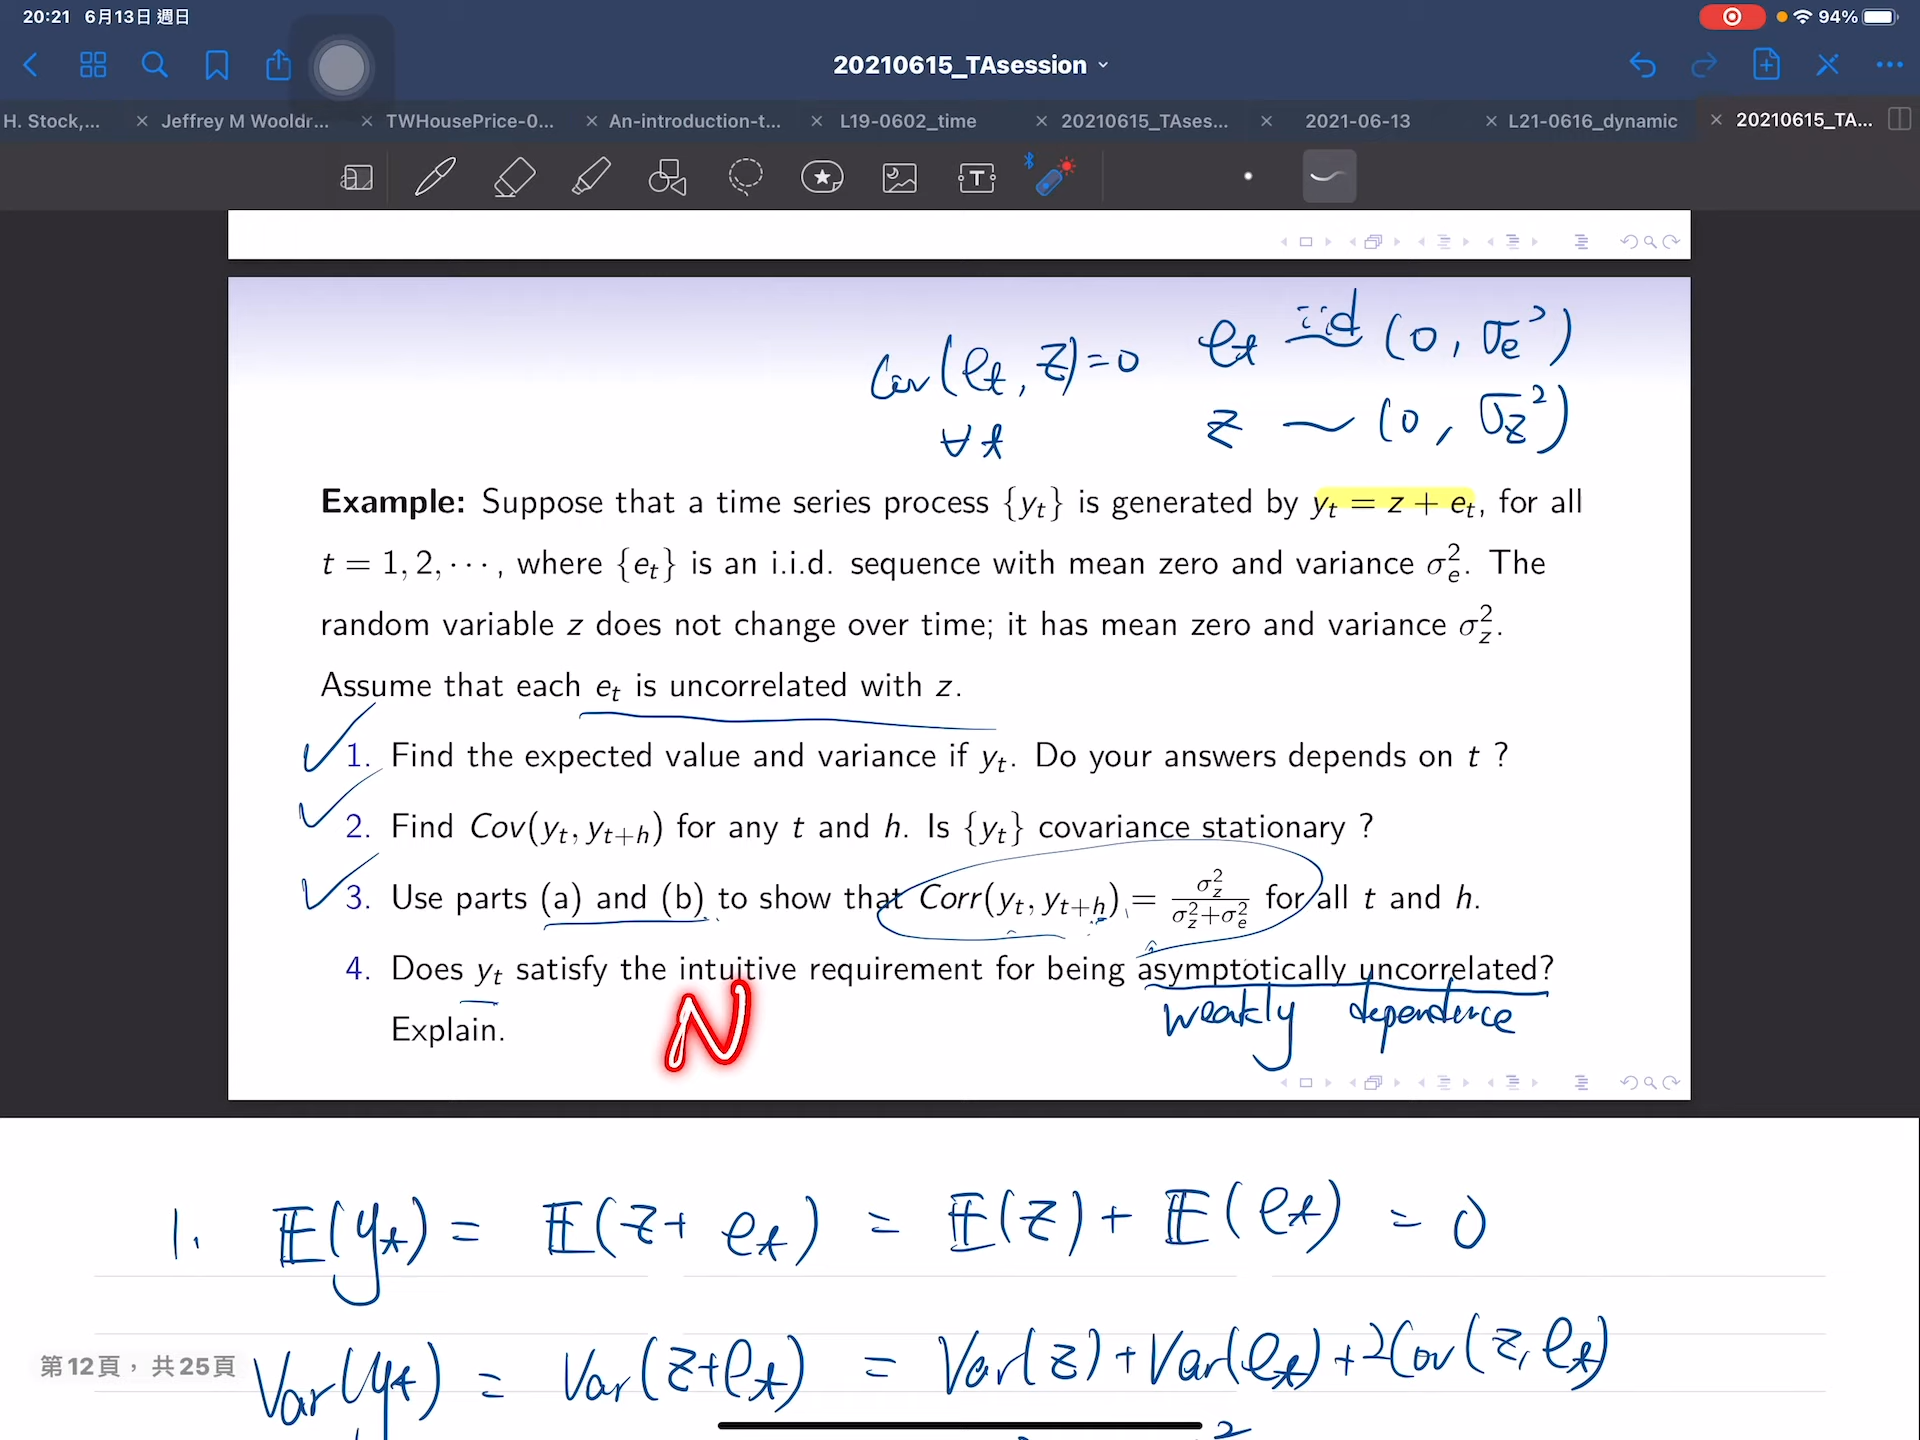 20:21 6月13日 週日
94%
20210615_TAsession
H. Stock,... × Jeffrey M Wooldr... × TWHousePrice-0... × An-introduction-t... × L19-0602_time × 20210615_TAses... × 2021-06-13 × L21-0616_dynamic × 20210615_TA...
Cov(e_t, z)=0 e_t iid (0, σ_e²)
∀t z ~ (0, σ_z²)
Example: Suppose that a time series process {y_t} is generated by y_t = z + e_t, for all
t = 1, 2, ⋯, where {e_t} is an i.i.d. sequence with mean zero and variance σ_e². The
random variable z does not change over time; it has mean zero and variance σ_z².
Assume that each e_t is uncorrelated with z.
1. Find the expected value and variance if y_t. Do your answers depends on t ?
2. Find Cov(y_t, y_{t+h}) for any t and h. Is {y_t} covariance stationary ?
3. Use parts (a) and (b) to show that Corr(y_t, y_{t+h}) = σ_z²/(σ_z²+σ_e²) for all t and h.
4. Does y_t satisfy the intuitive requirement for being asymptotically uncorrelated?
Explain. N weakly dependence
1. E(y_t) = E(z + e_t) = E(z) + E(e_t) = 0
Var(y_t) = Var(z+e_t) = Var(z)+Var(e_t)+2Cov(z, e_t)
第12頁，共25頁